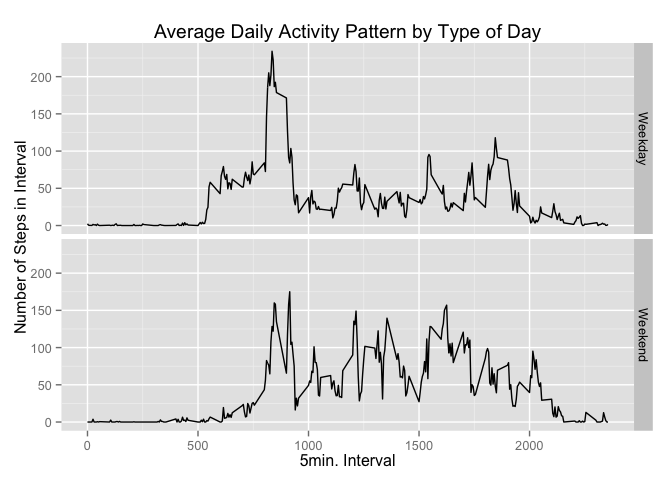 Average Daily Activity Pattern by Type of Day
Number of Steps in Interval
200
150
100
50
0
Weekday
200
150
100
50
0
Weekend
0 500 1000 1500 2000
5min. Interval